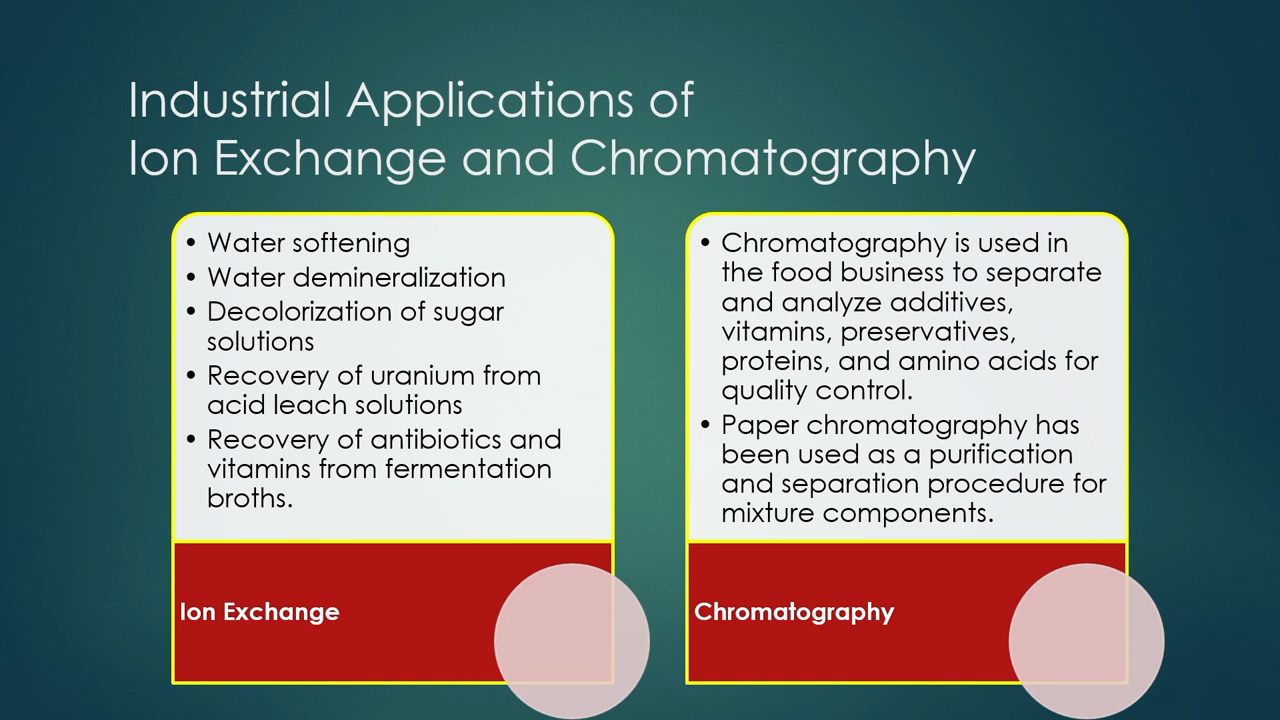 Industrial Applications of
Ion Exchange and Chromatography
• Water softening
• Water demineralization
• Decolorization of sugar
solutions
• Recovery of uranium from
acid leach solutions
• Recovery of antibiotics and
vitamins from fermentation
broths.
Ion Exchange
• Chromatography is used in
the food business to separate
and analyze additives,
vitamins, preservatives,
proteins, and amino acids for
quality control.
• Paper chromatography has
been used as a purification
and separation procedure for
mixture components.
Chromatography